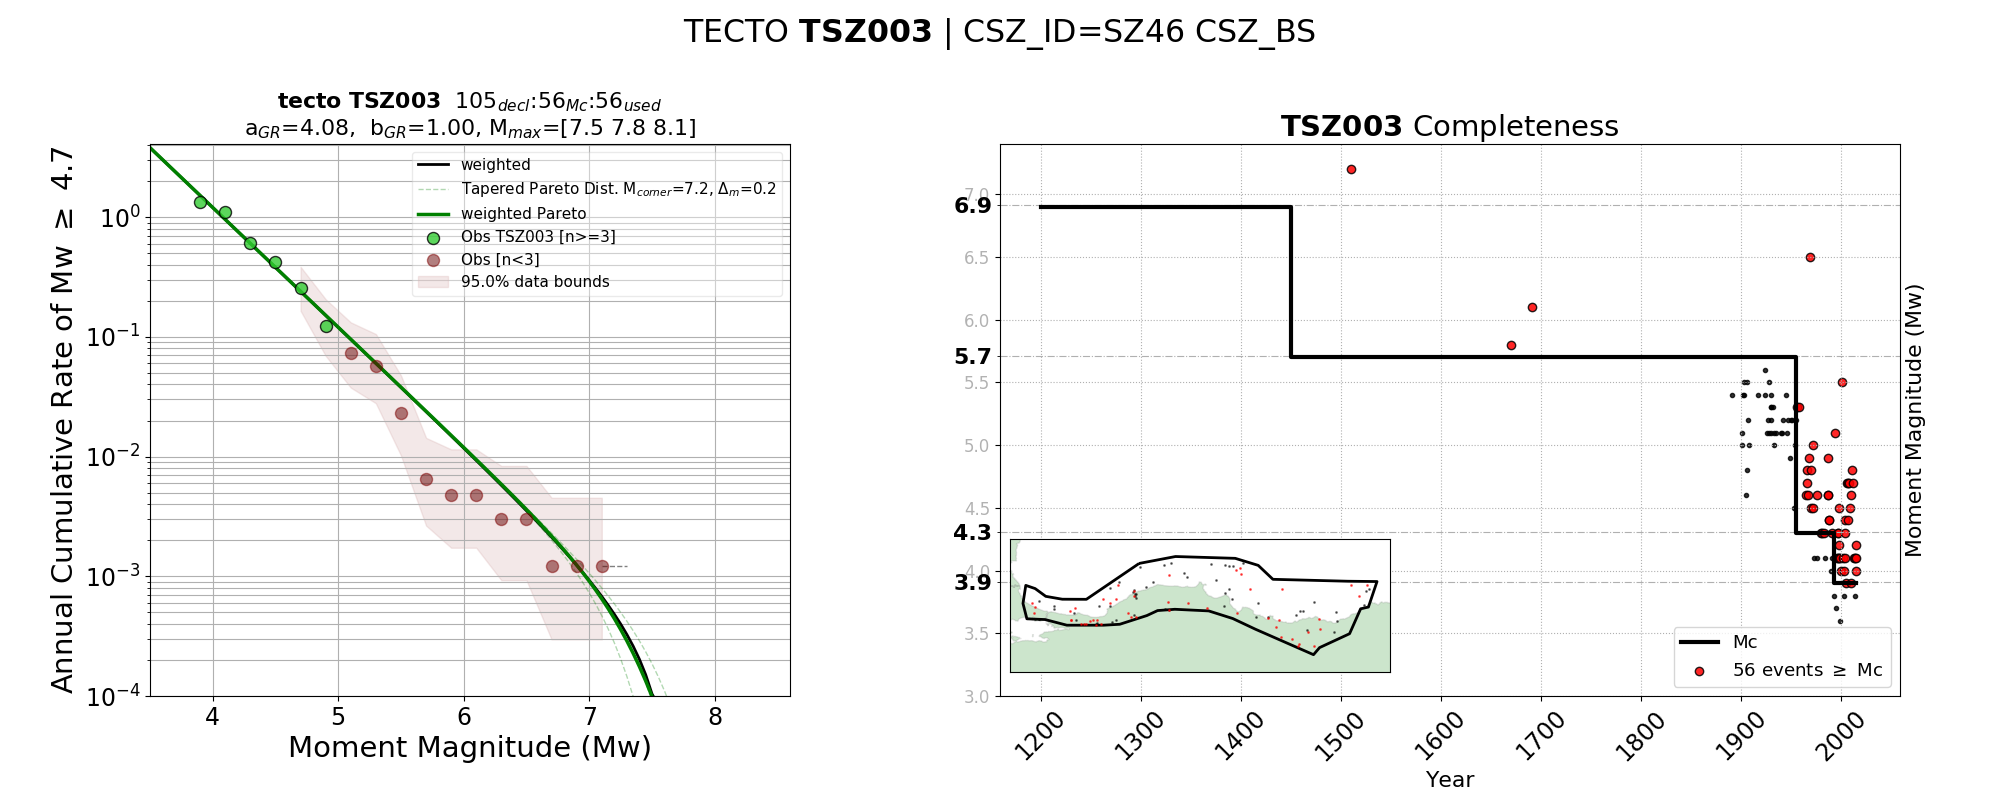 TECTO TSZ003 | CSZ_ID=SZ46 CSZ_BS
tecto TSZ003 105decl:56Mc:56used
aGR=4.08, bGR=1.00, Mmax=[7.5 7.8 8.1]
Annual Cumulative Rate of Mw ≥ 4.7
10^0
10^-1
10^-2
10^-3
10^-4
weighted
Tapered Pareto Dist. Mcorner=7.2, Δm=0.2
weighted Pareto
Obs TSZ003 [n>=3]
Obs [n<3]
95.0% data bounds
4 5 6 7 8
Moment Magnitude (Mw)
TSZ003 Completeness
7.0
6.9
6.5
6.0
5.7
5.5
5.0
4.5
4.3
4.0
3.9
3.5
3.0
Moment Magnitude (Mw)
Mc
56 events ≥ Mc
1200 1300 1400 1500 1600 1700 1800 1900 2000
Year